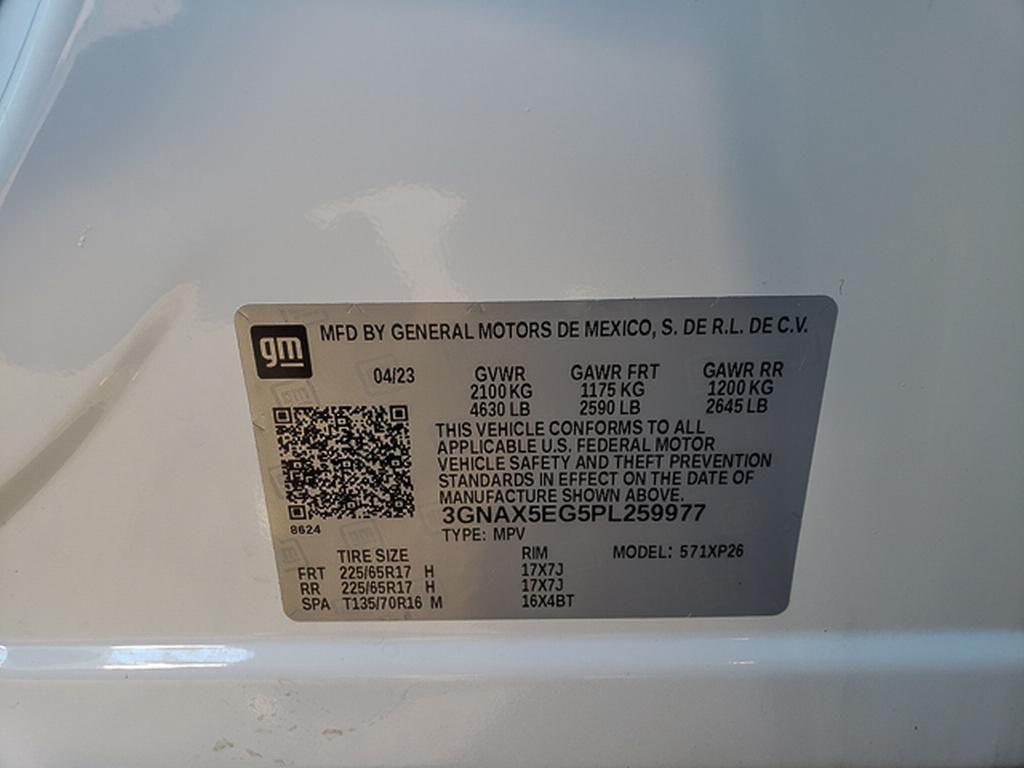 gm
MFD BY GENERAL MOTORS DE MEXICO, S. DE R.L. DE C.V.
04/23
GVWR GAWR FRT GAWR RR
2100 KG 1175 KG 1200 KG
4630 LB 2590 LB 2645 LB
THIS VEHICLE CONFORMS TO ALL
APPLICABLE U.S. FEDERAL MOTOR
VEHICLE SAFETY AND THEFT PREVENTION
STANDARDS IN EFFECT ON THE DATE OF
MANUFACTURE SHOWN ABOVE.
3GNAX5EG5PL259977
8624
TYPE: MPV
TIRE SIZE RIM MODEL: 571XP26
FRT 225/65R17 H 17X7J
RR 225/65R17 H 17X7J
SPA T135/70R16 M 16X4BT